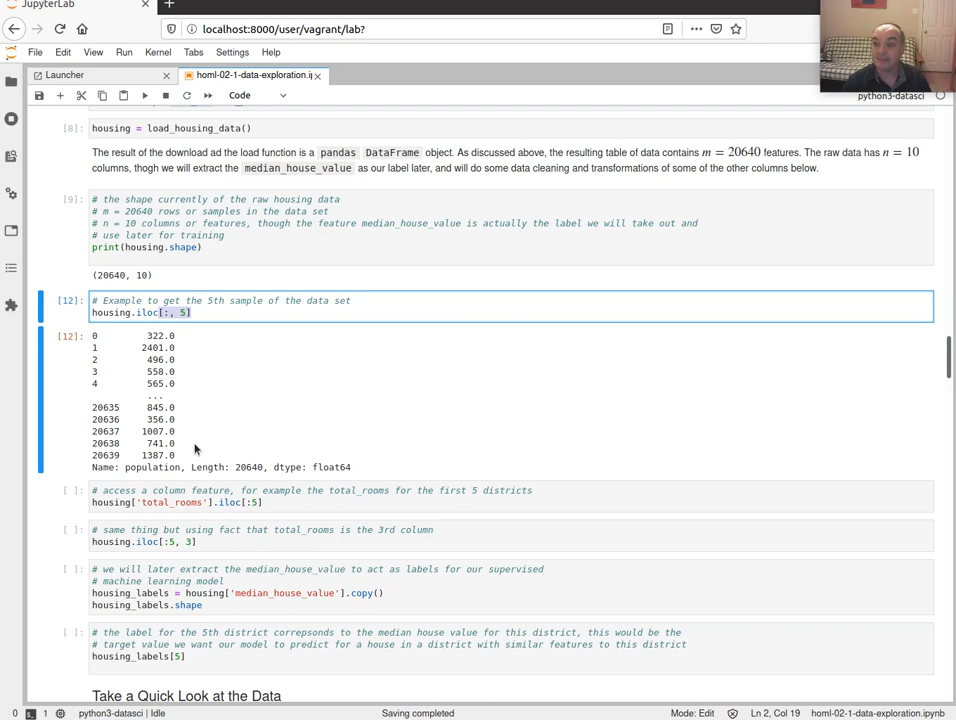 JupyterLab
localhost:8000/user/vagrant/lab?
File Edit View Run Kernel Tabs Settings Help
Launcher
homl-02-1-data-exploration.i
Code
python3-datasci
[8]: housing = load_housing_data()
The result of the download ad the load function is a pandas DataFrame object. As discussed above, the resulting table of data contains m = 20640 features. The raw data has n = 10
columns, thogh we will extract the median_house_value as our label later, and will do some data cleaning and transformations of some of the other columns below.
[9]: # the shape currently of the raw housing data
# m = 20640 rows or samples in the data set
# n = 10 columns or features, though the feature median_house_value is actually the label we will take out and
# use later for training
print(housing.shape)
(20640, 10)
[12]: # Example to get the 5th sample of the data set
housing.iloc[:, 5]
[12]: 0 322.0
1 2401.0
2 496.0
3 558.0
4 565.0
...
20635 845.0
20636 356.0
20637 1007.0
20638 741.0
20639 1387.0
Name: population, Length: 20640, dtype: float64
[ ]: # access a column feature, for example the total_rooms for the first 5 districts
housing['total_rooms'].iloc[:5]
[ ]: # same thing but using fact that total_rooms is the 3rd column
housing.iloc[:5, 3]
[ ]: # we will later extract the median_house_value to act as labels for our supervised
# machine learning model
housing_labels = housing['median_house_value'].copy()
housing_labels.shape
[ ]: # the label for the 5th district correpsonds to the median house value for this district, this would be the
# target value we want our model to predict for a house in a district with similar features to this district
housing_labels[5]
Take a Quick Look at the Data
0 1 python3-datasci | Idle Saving completed Mode: Edit Ln 2, Col 19 homl-02-1-data-exploration.ipynb